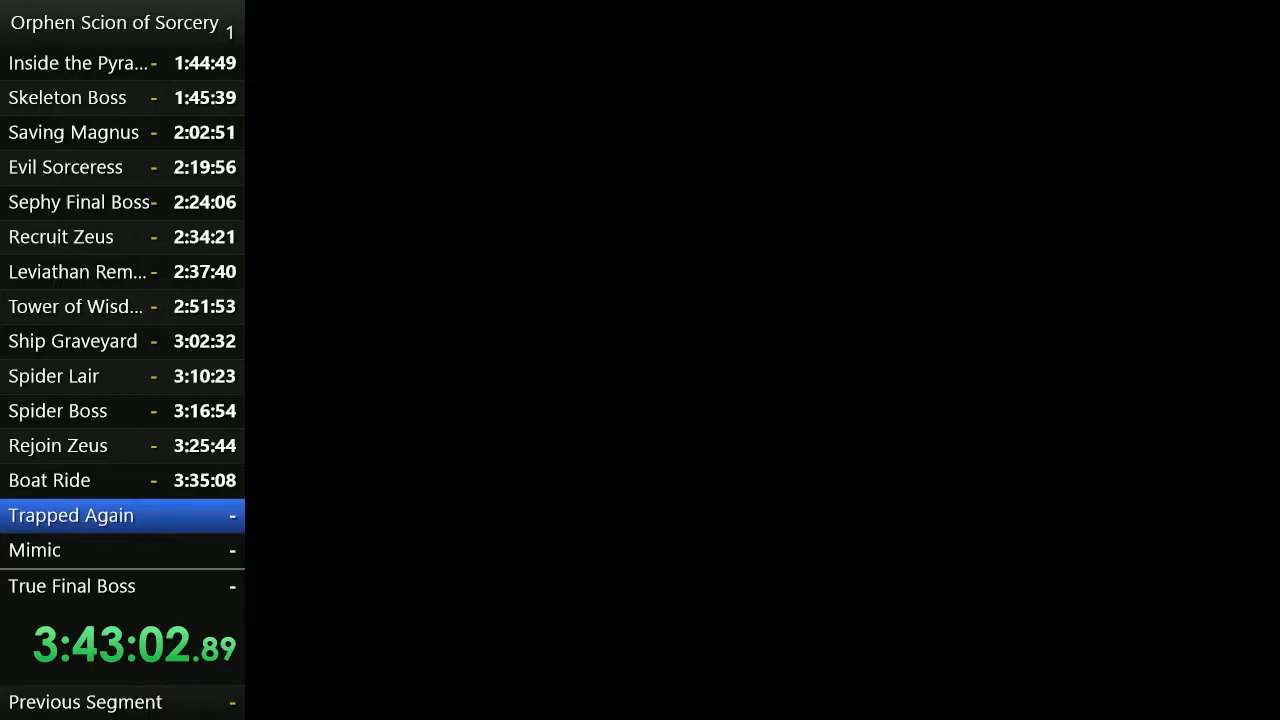 Orphen Scion of Sorcery 1
Inside the Pyra... - 1:44:49
Skeleton Boss - 1:45:39
Saving Magnus - 2:02:51
Evil Sorceress - 2:19:56
Sephy Final Boss - 2:24:06
Recruit Zeus - 2:34:21
Leviathan Rem... - 2:37:40
Tower of Wisd... - 2:51:53
Ship Graveyard - 3:02:32
Spider Lair - 3:10:23
Spider Boss - 3:16:54
Rejoin Zeus - 3:25:44
Boat Ride - 3:35:08
Trapped Again -
Mimic -
True Final Boss -
3:43:02.89
Previous Segment -